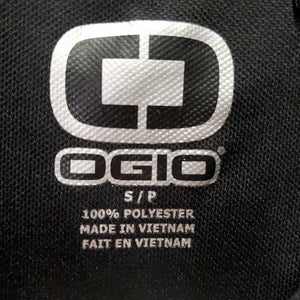 OGIO
S/P
100% POLYESTER
MADE IN VIETNAM
FAIT EN VIETNAM